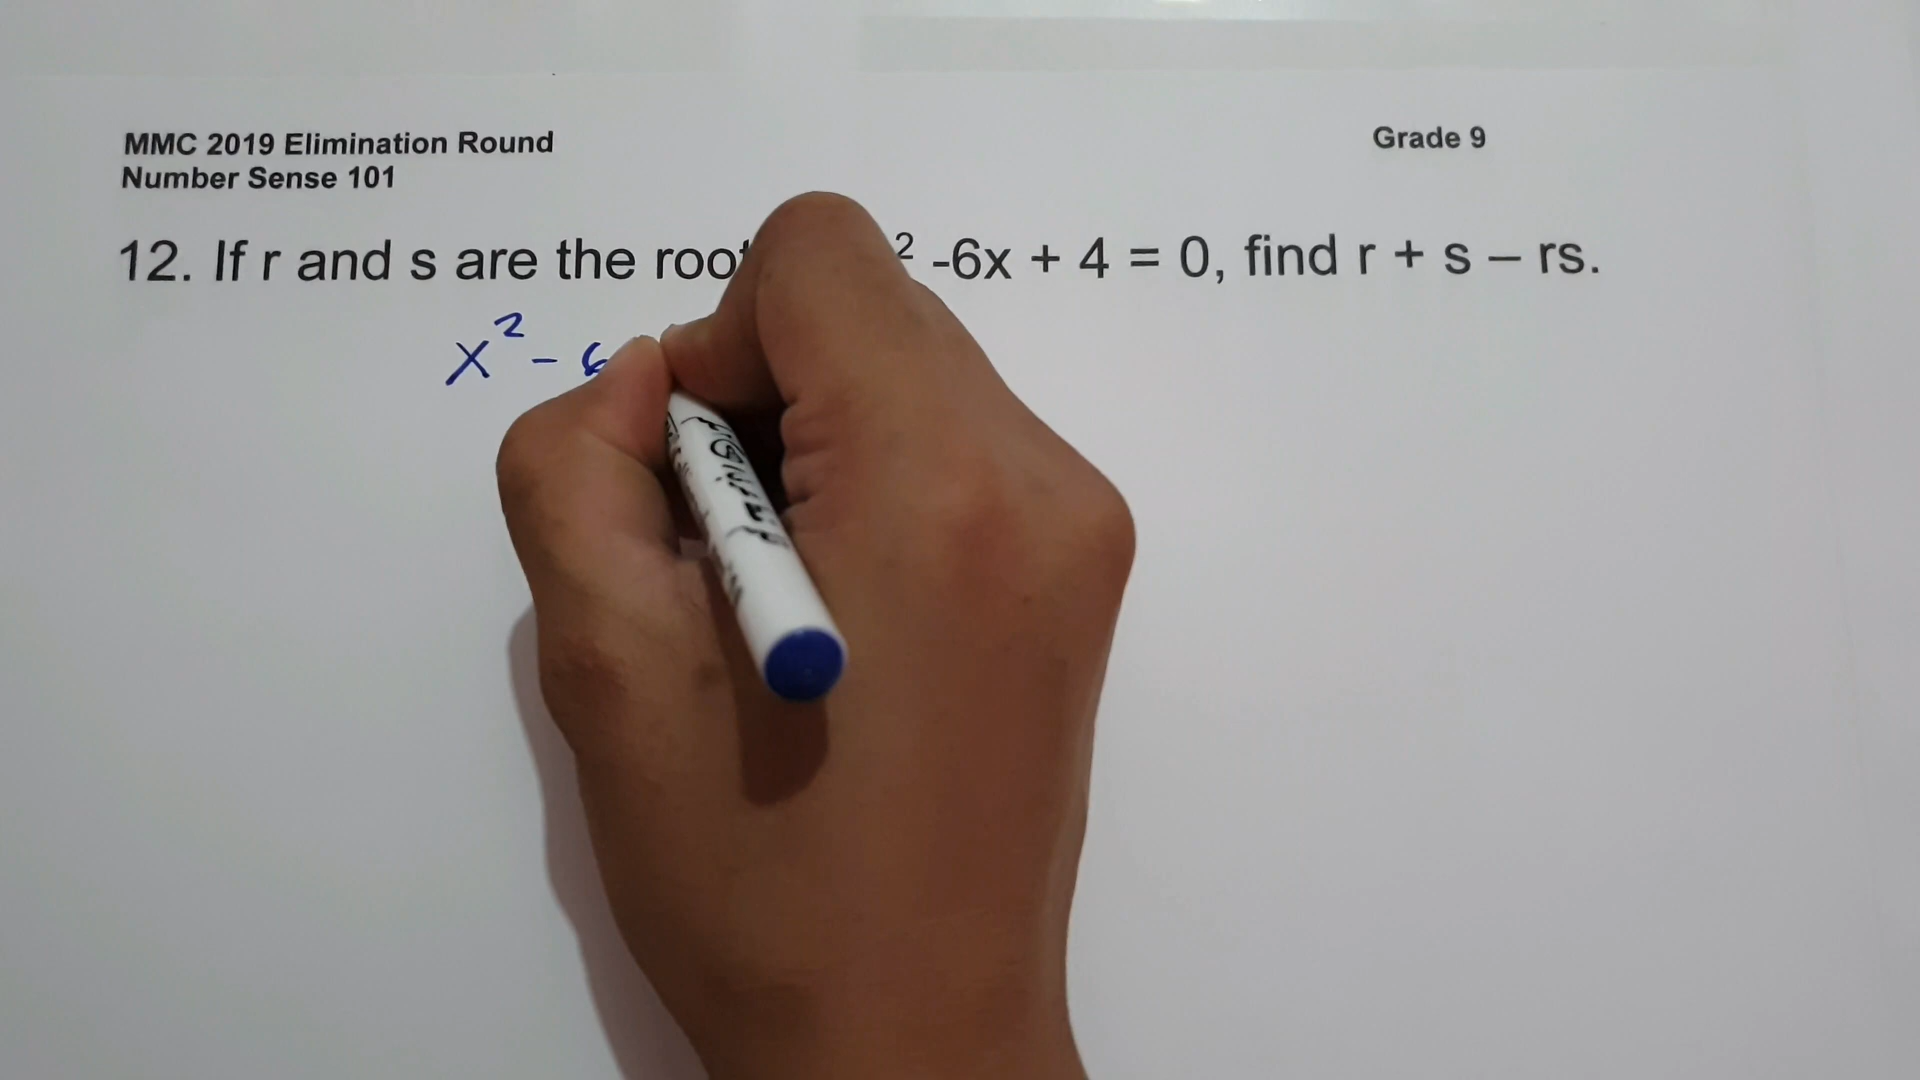 MMC 2019 Elimination Round Grade 9
Number Sense 101
12. If r and s are the 2 -6x + 4 = 0, find r + s – rs.
x² - 6